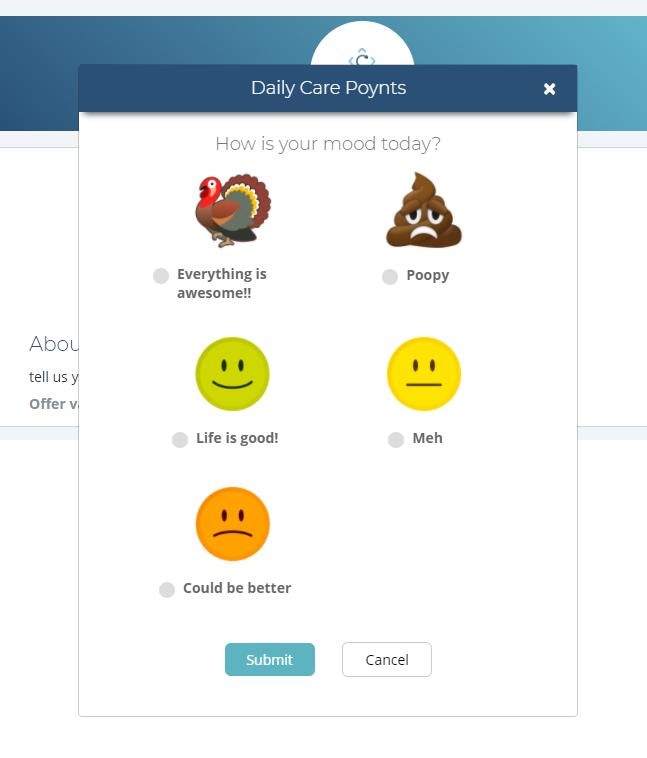 Daily Care Poynts
How is your mood today?
Everything is
awesome!!
Poopy
Abou
tell us y
Offer v
Life is good!
Meh
Could be better
Submit
Cancel